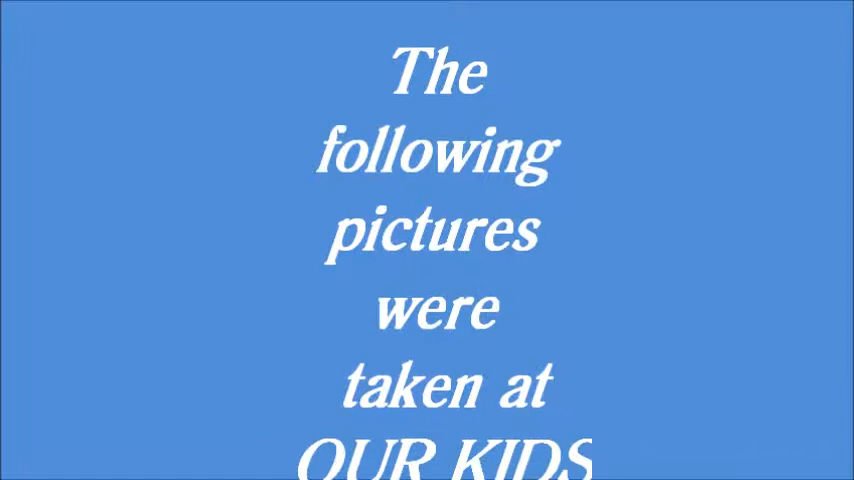 The
following
pictures
were
taken at
OUR KIDS